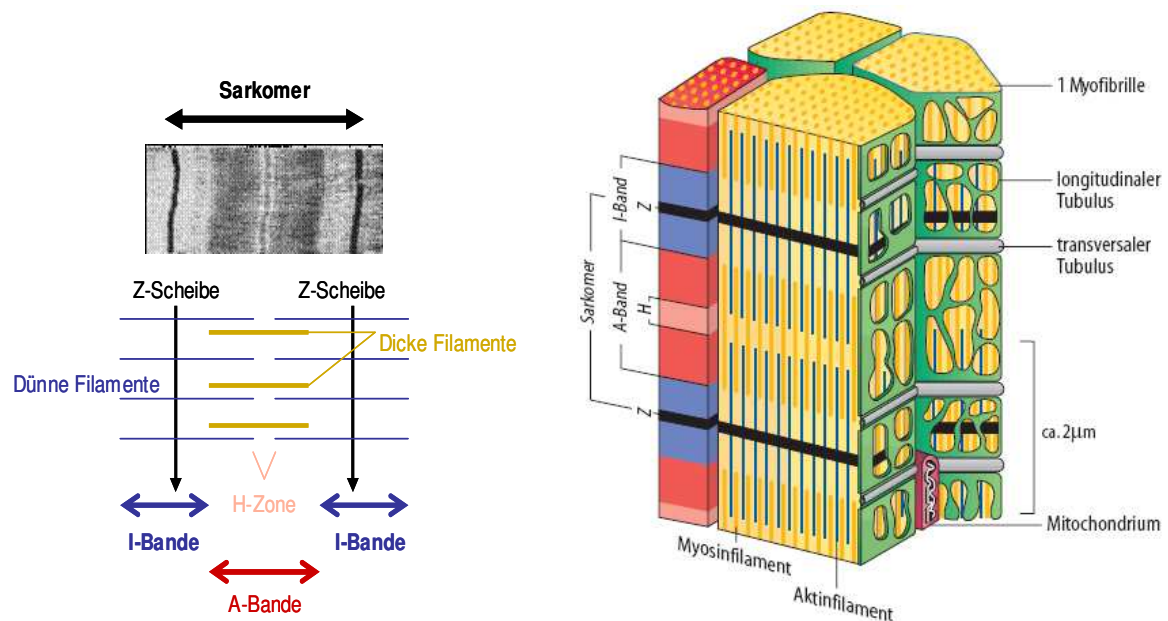 Sarkomer
Z-Scheibe
Z-Scheibe
Dicke Filamente
Dünne Filamente
H-Zone
I-Bande
I-Bande
A-Bande
1 Myofibrille
longitudinaler
Tubulus
transversaler
Tubulus
I-Band
Z
Sarkomer
A-Band
H
Z
ca. 2µm
Mitochondrium
Myosinfilament
Aktinfilament